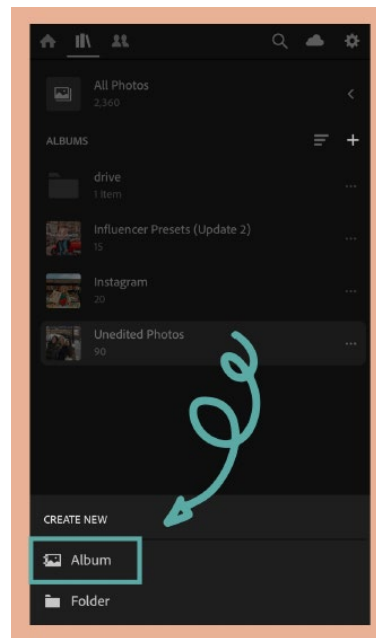 All Photos
2,360
ALBUMS
drive
1 Item
Influencer Presets (Update 2)
15
Instagram
20
Unedited Photos
90
CREATE NEW
Album
Folder